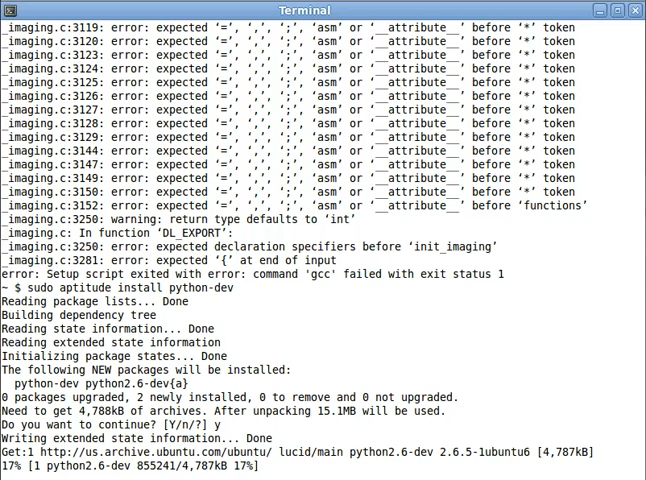 Terminal
_imaging.c:3119: error: expected ‘=’, ‘,’, ‘;’, ‘asm’ or ‘__attribute__’ before ‘*’ token
_imaging.c:3120: error: expected ‘=’, ‘,’, ‘;’, ‘asm’ or ‘__attribute__’ before ‘*’ token
_imaging.c:3123: error: expected ‘=’, ‘,’, ‘;’, ‘asm’ or ‘__attribute__’ before ‘*’ token
_imaging.c:3124: error: expected ‘=’, ‘,’, ‘;’, ‘asm’ or ‘__attribute__’ before ‘*’ token
_imaging.c:3125: error: expected ‘=’, ‘,’, ‘;’, ‘asm’ or ‘__attribute__’ before ‘*’ token
_imaging.c:3126: error: expected ‘=’, ‘,’, ‘;’, ‘asm’ or ‘__attribute__’ before ‘*’ token
_imaging.c:3127: error: expected ‘=’, ‘,’, ‘;’, ‘asm’ or ‘__attribute__’ before ‘*’ token
_imaging.c:3128: error: expected ‘=’, ‘,’, ‘;’, ‘asm’ or ‘__attribute__’ before ‘*’ token
_imaging.c:3129: error: expected ‘=’, ‘,’, ‘;’, ‘asm’ or ‘__attribute__’ before ‘*’ token
_imaging.c:3144: error: expected ‘=’, ‘,’, ‘;’, ‘asm’ or ‘__attribute__’ before ‘*’ token
_imaging.c:3147: error: expected ‘=’, ‘,’, ‘;’, ‘asm’ or ‘__attribute__’ before ‘*’ token
_imaging.c:3149: error: expected ‘=’, ‘,’, ‘;’, ‘asm’ or ‘__attribute__’ before ‘*’ token
_imaging.c:3150: error: expected ‘=’, ‘,’, ‘;’, ‘asm’ or ‘__attribute__’ before ‘*’ token
_imaging.c:3152: error: expected ‘=’, ‘,’, ‘;’, ‘asm’ or ‘__attribute__’ before ‘functions’
_imaging.c:3250: warning: return type defaults to ‘int’
_imaging.c: In function ‘DL_EXPORT’:
_imaging.c:3250: error: expected declaration specifiers before ‘init_imaging’
_imaging.c:3281: error: expected ‘{’ at end of input
error: Setup script exited with error: command 'gcc' failed with exit status 1
~ $ sudo aptitude install python-dev
Reading package lists... Done
Building dependency tree
Reading state information... Done
Reading extended state information
Initializing package states... Done
The following NEW packages will be installed:
  python-dev python2.6-dev{a}
0 packages upgraded, 2 newly installed, 0 to remove and 0 not upgraded.
Need to get 4,788kB of archives. After unpacking 15.1MB will be used.
Do you want to continue? [Y/n/?] y
Writing extended state information... Done
Get:1 http://us.archive.ubuntu.com/ubuntu/ lucid/main python2.6-dev 2.6.5-1ubuntu6 [4,787kB]
17% [1 python2.6-dev 855241/4,787kB 17%]